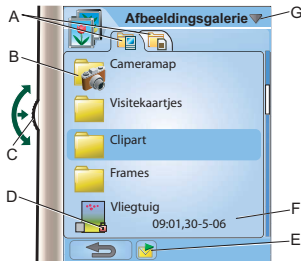 A
Afbeeldingsgalerie
G
B
Cameramap
Visitekaartjes
C
Clipart
Frames
D
Vliegtuig
09:01,30-5-06
F
E